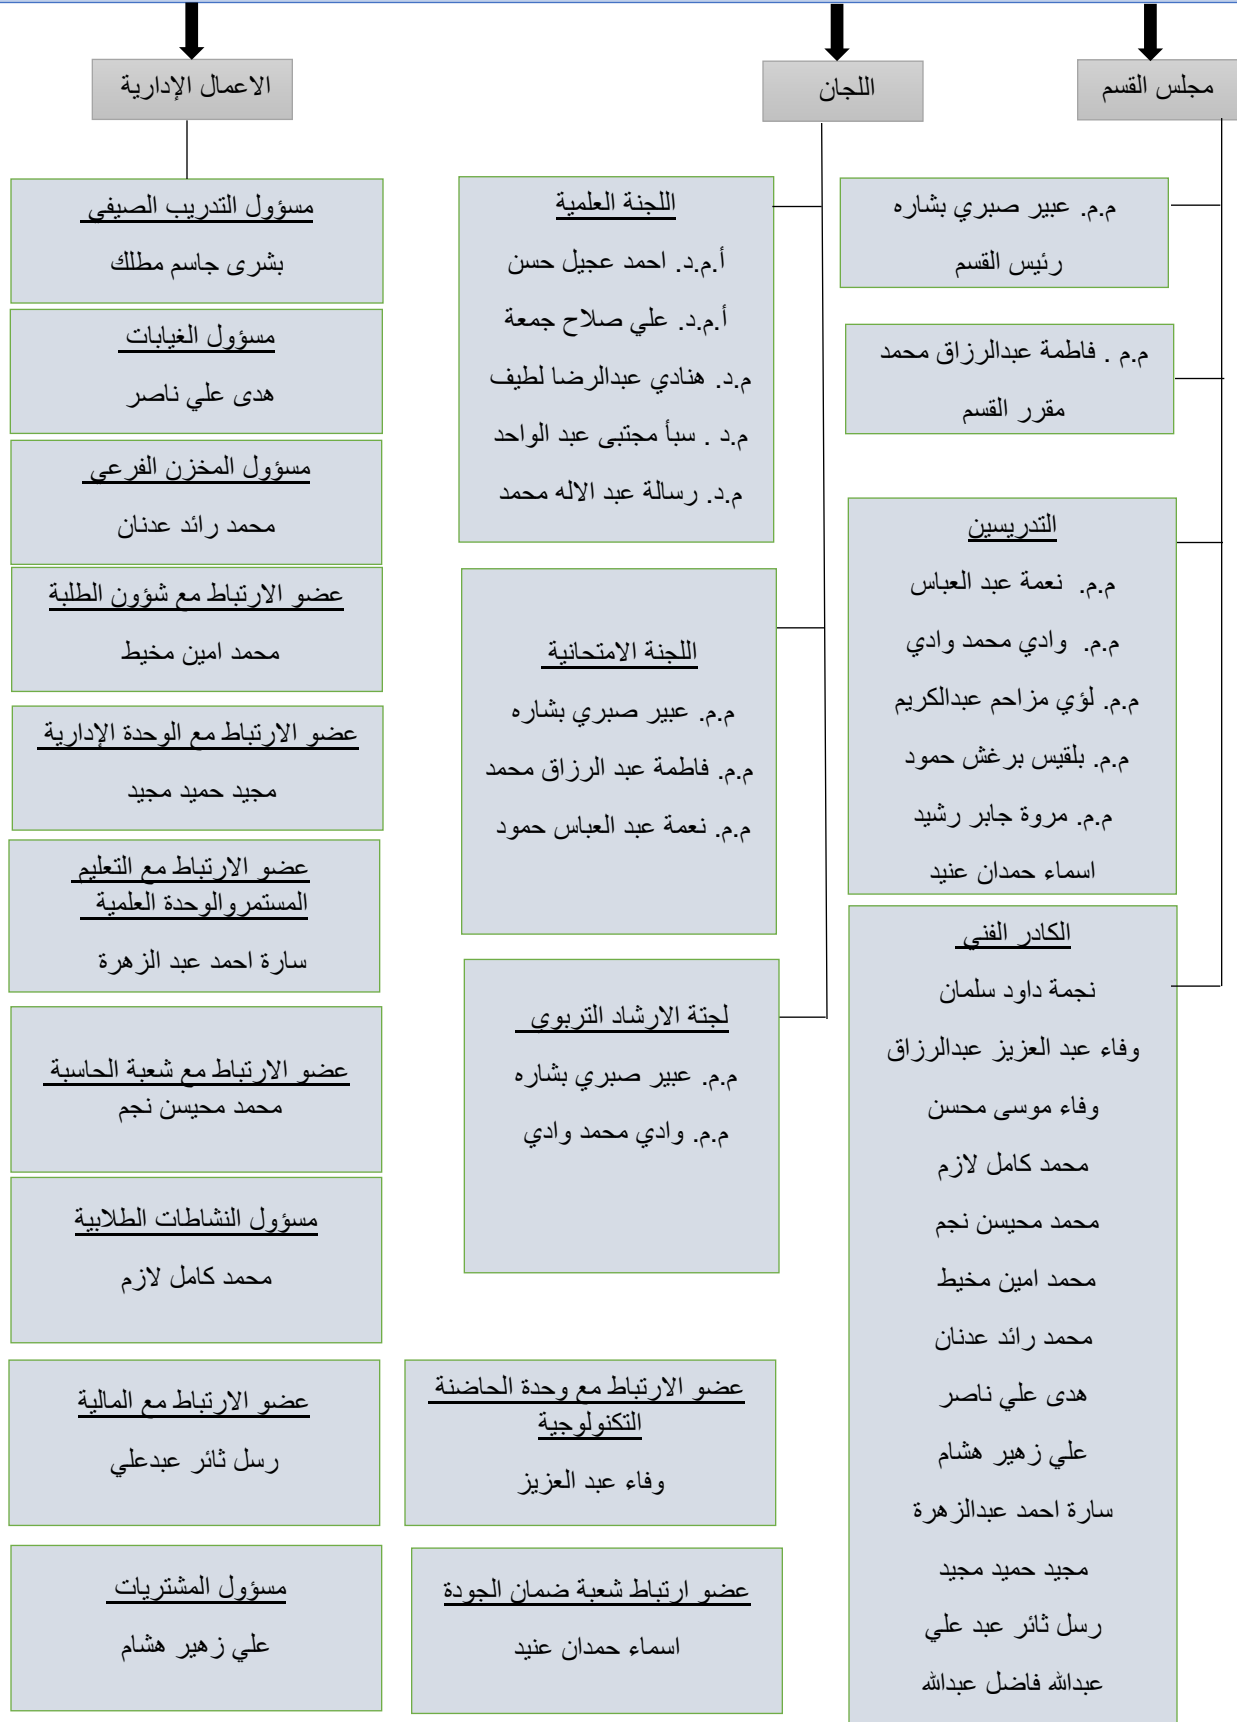 مجلس القسم
م.م. عبير صبري بشاره
رئيس القسم
م.م . فاطمة عبدالرزاق محمد
مقرر القسم
التدريسين
م.م. نعمة عبد العباس
م.م. وادي محمد وادي
م.م. لؤي مزاحم عبدالكريم
م.م. بلقيس برغش حمود
م.م. مروة جابر رشيد
اسماء حمدان عنيد
الكادر الفني
نجمة داود سلمان
وفاء عبد العزيز عبدالرزاق
وفاء موسى محسن
محمد كامل لازم
محمد محيسن نجم
محمد امين مخيط
محمد رائد عدنان
هدى علي ناصر
علي زهير هشام
سارة احمد عبدالزهرة
مجيد حميد مجيد
رسل ثائر عبد علي
عبدالله فاضل عبدالله
اللجان
اللجنة العلمية
أ.م.د. احمد عجيل حسن
أ.م.د. علي صلاح جمعة
م.د. هنادي عبدالرضا لطيف
م.د . سبأ مجتبى عبد الواحد
م.د. رسالة عبد الاله محمد
اللجنة الامتحانية
م.م. عبير صبري بشاره
م.م. فاطمة عبد الرزاق محمد
م.م. نعمة عبد العباس حمود
لجتة الارشاد التربوي
م.م. عبير صبري بشاره
م.م. وادي محمد وادي
عضو الارتباط مع وحدة الحاضنة
التكنولوجية
وفاء عبد العزيز
عضو ارتباط شعبة ضمان الجودة
اسماء حمدان عنيد
الاعمال الإدارية
مسؤول التدريب الصيفي
بشرى جاسم مطلك
مسؤول الغيابات
هدى علي ناصر
مسؤول المخزن الفرعي
محمد رائد عدنان
عضو الارتباط مع شؤون الطلبة
محمد امين مخيط
عضو الارتباط مع الوحدة الإدارية
مجيد حميد مجيد
عضو الارتباط مع التعليم
المستمروالوحدة العلمية
سارة احمد عبد الزهرة
عضو الارتباط مع شعبة الحاسبة
محمد محيسن نجم
مسؤول النشاطات الطلابية
محمد كامل لازم
عضو الارتباط مع المالية
رسل ثائر عبدعلي
مسؤول المشتريات
علي زهير هشام